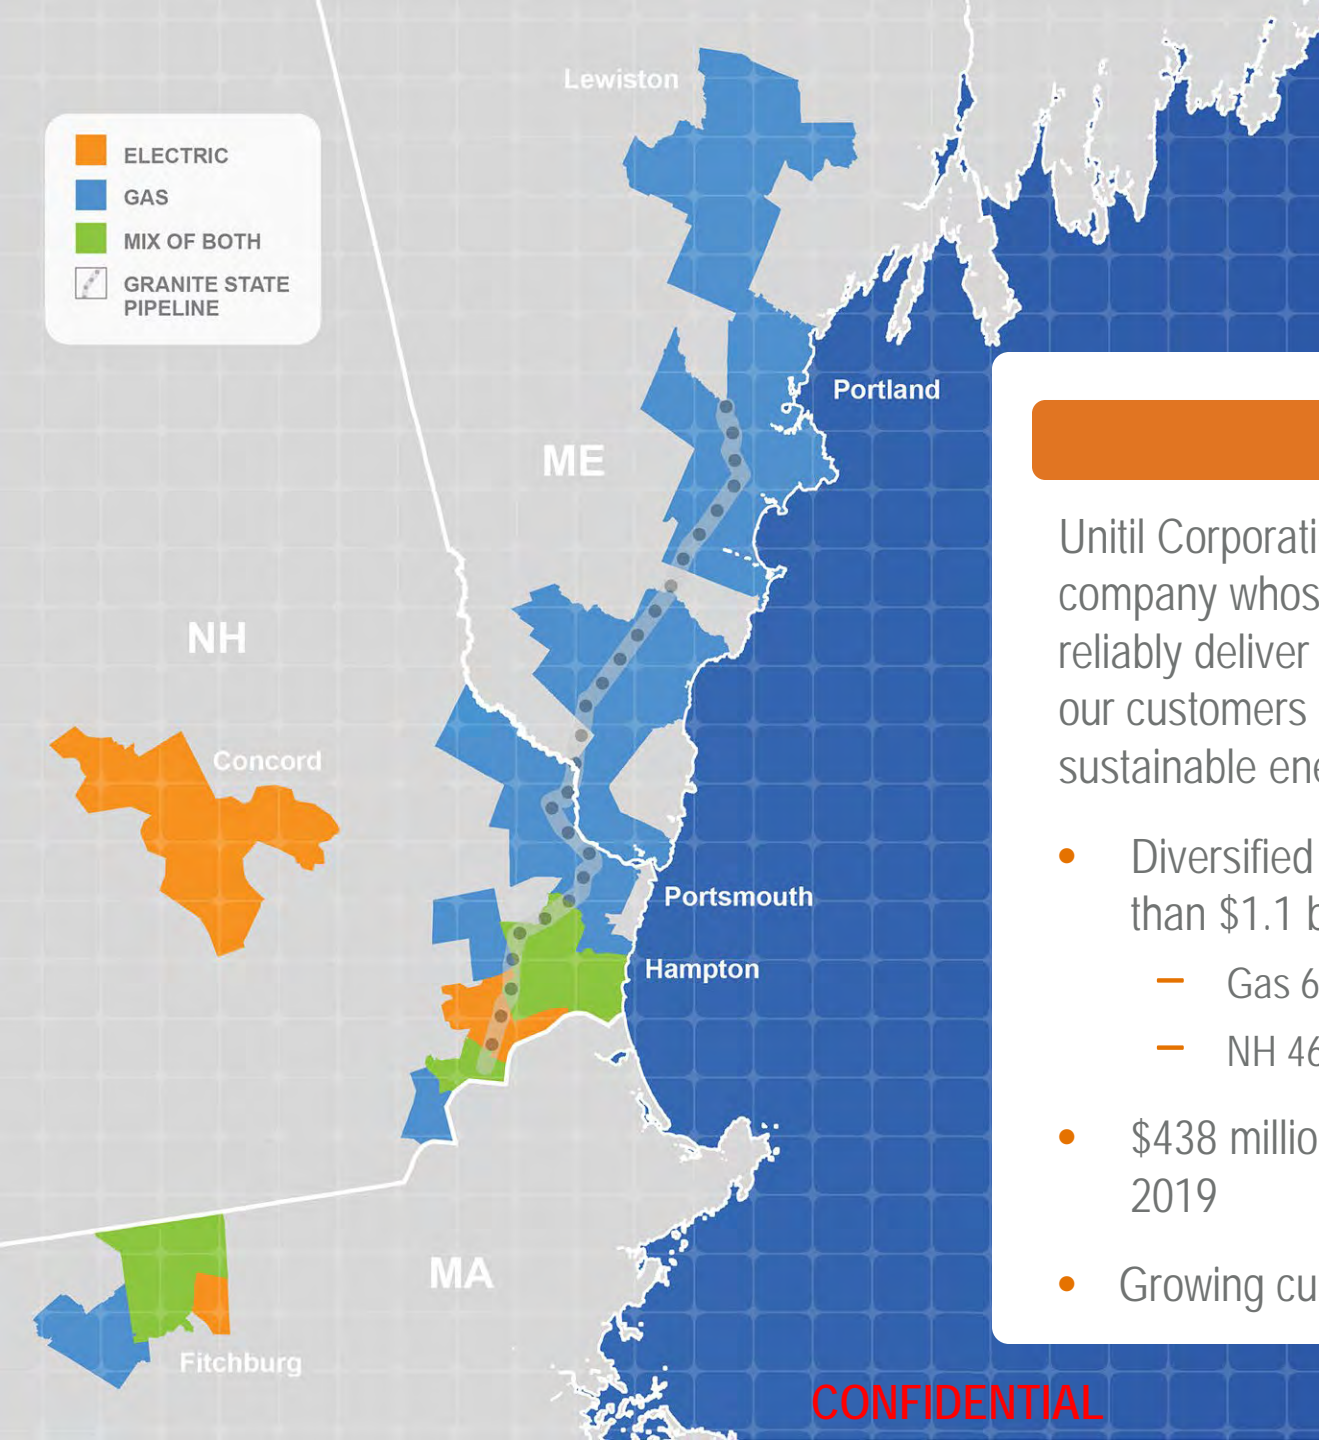 Lewiston
ELECTRIC
GAS
MIX OF BOTH
GRANITE STATE
PIPELINE
Portland
ME
NH
Concord
Portsmouth
Hampton
MA
Fitchburg
Unitil Corporati
company whos
reliably deliver
our customers
sustainable ene
• Diversified
than $1.1 b
– Gas 6
– NH 46
• $438 millio
2019
• Growing cu
CONFIDENTIAL